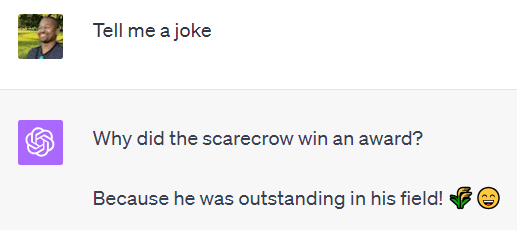 Tell me a joke
Why did the scarecrow win an award?
Because he was outstanding in his field! 🌾😄